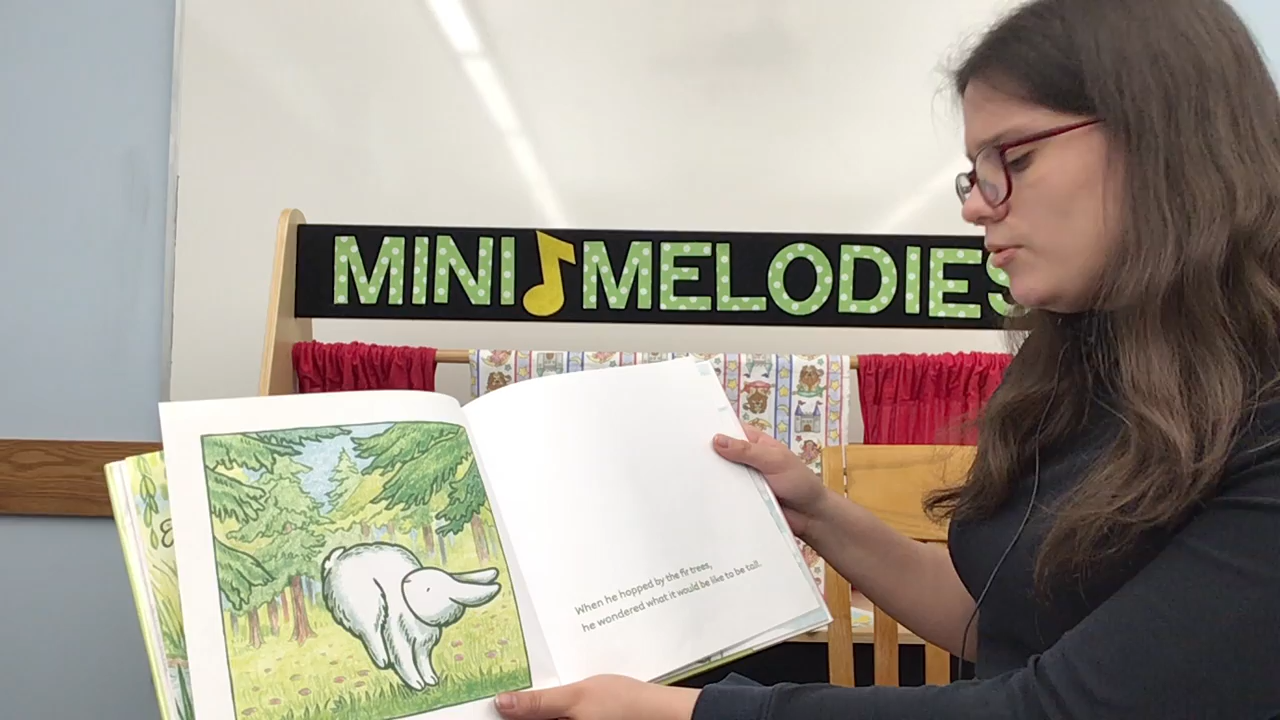 MINI MELODIES
When he hopped by the fir trees,
he wondered what it would be like to be tall.